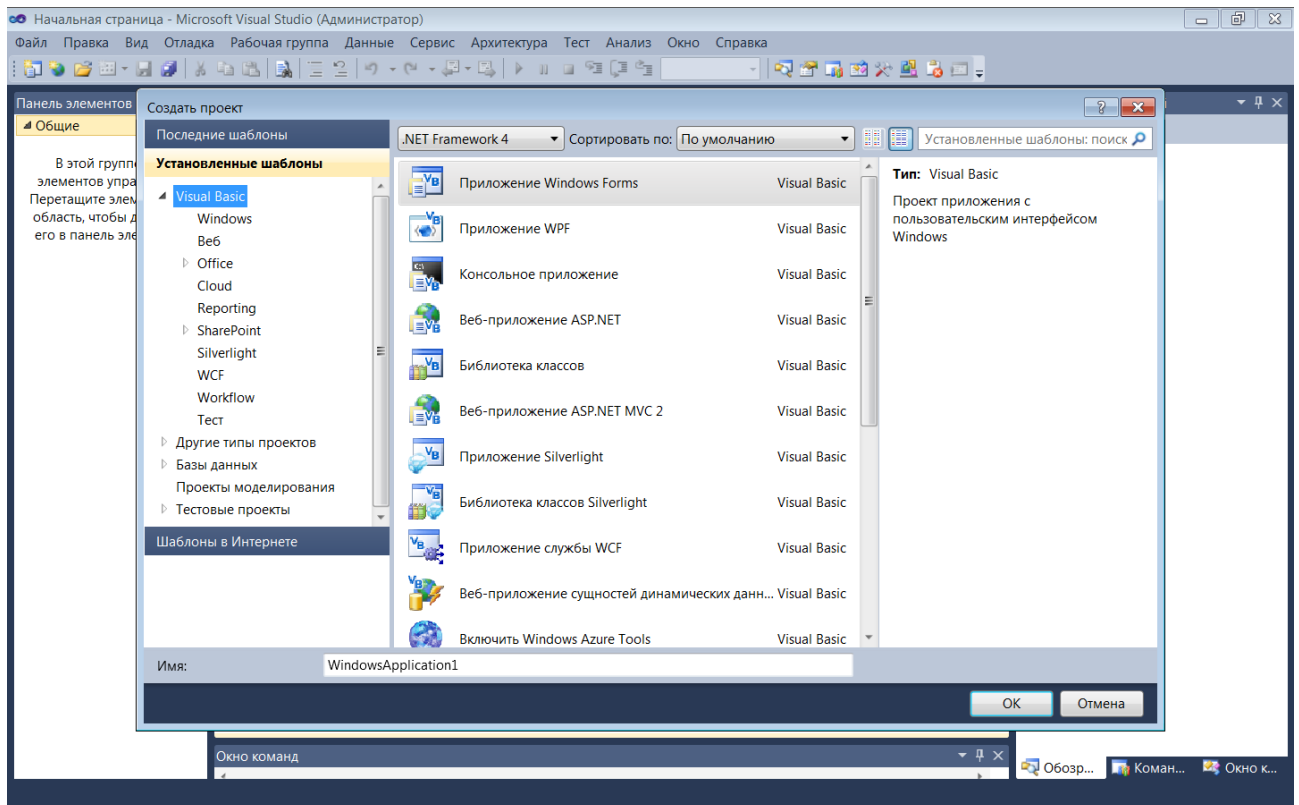 Начальная страница - Microsoft Visual Studio (Администратор)
Файл Правка Вид Отладка Рабочая группа Данные Сервис Архитектура Тест Анализ Окно Справка
Панель элементов
Общие
В этой групп
элементов упра
Перетащите элем
область, чтобы д
его в панель эле
Создать проект
Последние шаблоны
Установленные шаблоны
Visual Basic
Windows
Веб
Office
Cloud
Reporting
SharePoint
Silverlight
WCF
Workflow
Тест
Другие типы проектов
Базы данных
Проекты моделирования
Тестовые проекты
Шаблоны в Интернете
.NET Framework 4 Сортировать по: По умолчанию
Установленные шаблоны: поиск
Приложение Windows Forms Visual Basic
Приложение WPF Visual Basic
Консольное приложение Visual Basic
Веб-приложение ASP.NET Visual Basic
Библиотека классов Visual Basic
Веб-приложение ASP.NET MVC 2 Visual Basic
Приложение Silverlight Visual Basic
Библиотека классов Silverlight Visual Basic
Приложение службы WCF Visual Basic
Веб-приложение сущностей динамических данн... Visual Basic
Включить Windows Azure Tools Visual Basic
Тип: Visual Basic
Проект приложения с
пользовательским интерфейсом
Windows
Имя: WindowsApplication1
OK Отмена
Окно команд
Обозр... Коман... Окно к...